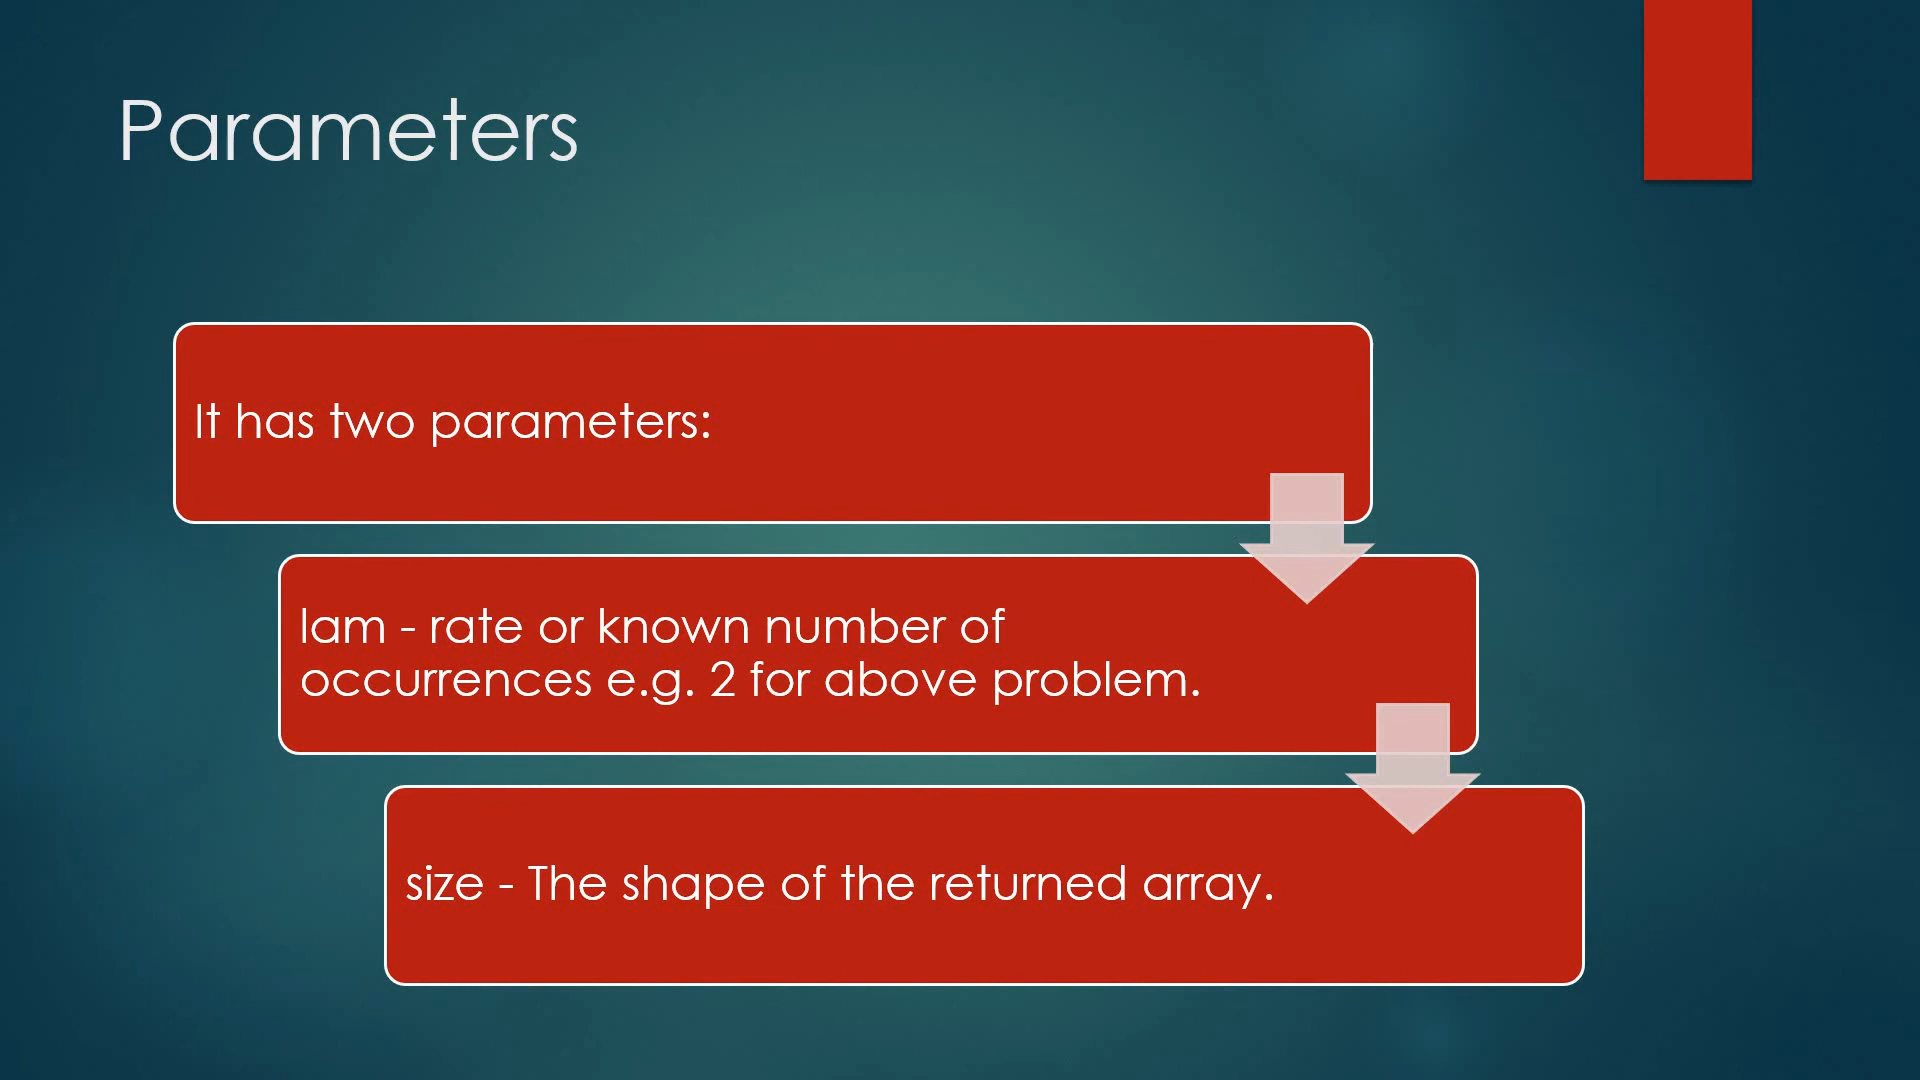 Parameters
It has two parameters:
lam - rate or known number of
occurrences e.g. 2 for above problem.
size - The shape of the returned array.